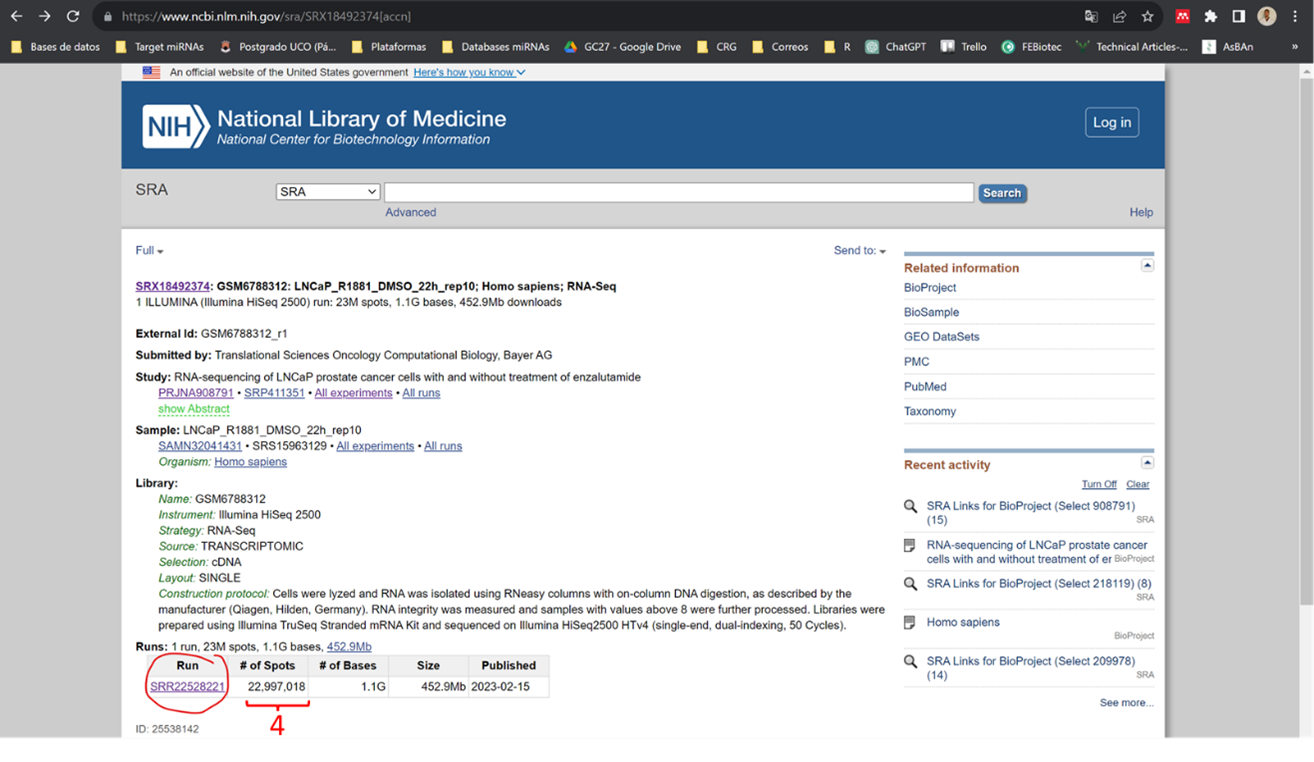 https://www.ncbi.nlm.nih.gov/sra/SRX18492374[accn]
Bases de datos Target miRNAs Postgrado UCO (Pá... Plataformas Databases miRNAs GC27 - Google Drive CRG Correos R ChatGPT Trello FEBiotec Technical Articles-... AsBAn »
An official website of the United States government Here's how you know
NIH National Library of Medicine
National Center for Biotechnology Information
Log in
SRA SRA Search
Advanced Help
Full Send to:
SRX18492374: GSM6788312: LNCaP_R1881_DMSO_22h_rep10; Homo sapiens; RNA-Seq
1 ILLUMINA (Illumina HiSeq 2500) run: 23M spots, 1.1G bases, 452.9Mb downloads
External Id: GSM6788312_r1
Submitted by: Translational Sciences Oncology Computational Biology, Bayer AG
Study: RNA-sequencing of LNCaP prostate cancer cells with and without treatment of enzalutamide
PRJNA908791 • SRP411351 • All experiments • All runs
show Abstract
Sample: LNCaP_R1881_DMSO_22h_rep10
SAMN32041431 • SRS15963129 • All experiments • All runs
Organism: Homo sapiens
Library:
Name: GSM6788312
Instrument: Illumina HiSeq 2500
Strategy: RNA-Seq
Source: TRANSCRIPTOMIC
Selection: cDNA
Layout: SINGLE
Construction protocol: Cells were lyzed and RNA was isolated using RNeasy columns with on-column DNA digestion, as described by the
manufacturer (Qiagen, Hilden, Germany). RNA integrity was measured and samples with values above 8 were further processed. Libraries were
prepared using Illumina TruSeq Stranded mRNA Kit and sequenced on Illumina HiSeq2500 HTv4 (single-end, dual-indexing, 50 Cycles).
Runs: 1 run, 23M spots, 1.1G bases, 452.9Mb
Run # of Spots # of Bases Size Published
SRR22528221 22,997,018 1.1G 452.9Mb 2023-02-15
4
ID: 25538142
Related information
BioProject
BioSample
GEO DataSets
PMC
PubMed
Taxonomy
Recent activity
Turn Off Clear
SRA Links for BioProject (Select 908791)
(15) SRA
RNA-sequencing of LNCaP prostate cancer
cells with and without treatment of er BioProject
SRA Links for BioProject (Select 218119) (8)
SRA
Homo sapiens
BioProject
SRA Links for BioProject (Select 209978)
(14) SRA
See more...